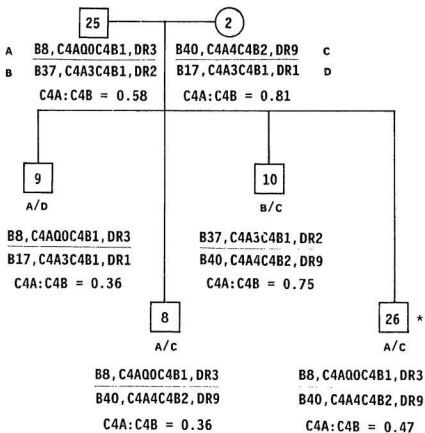 25 2
A B8,C4AQ0C4B1,DR3 B40,C4A4C4B2,DR9 C
B B37,C4A3C4B1,DR2 B17,C4A3C4B1,DR1 D
C4A:C4B = 0.58 C4A:C4B = 0.81
9 10
A/D B/C
B8,C4AQ0C4B1,DR3 B37,C4A3C4B1,DR2
B17,C4A3C4B1,DR1 B40,C4A4C4B2,DR9
C4A:C4B = 0.36 C4A:C4B = 0.75
8 26 *
A/C A/C
B8,C4AQ0C4B1,DR3 B8,C4AQ0C4B1,DR3
B40,C4A4C4B2,DR9 B40,C4A4C4B2,DR9
C4A:C4B = 0.36 C4A:C4B = 0.47